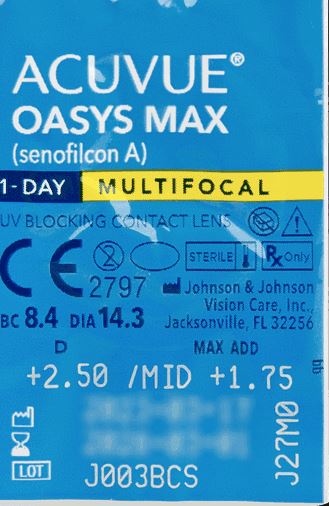 ACUVUE®
OASYS MAX
(senofilcon A)
1-DAY MULTIFOCAL
UV BLOCKING CONTACT LENS
CE 2797 STERILE Rx Only
Johnson & Johnson
Vision Care, Inc.,
Jacksonville, FL 32256
BC 8.4 DIA 14.3
D MAX ADD
+2.50 /MID +1.75
LOT J003BCS
J27M0